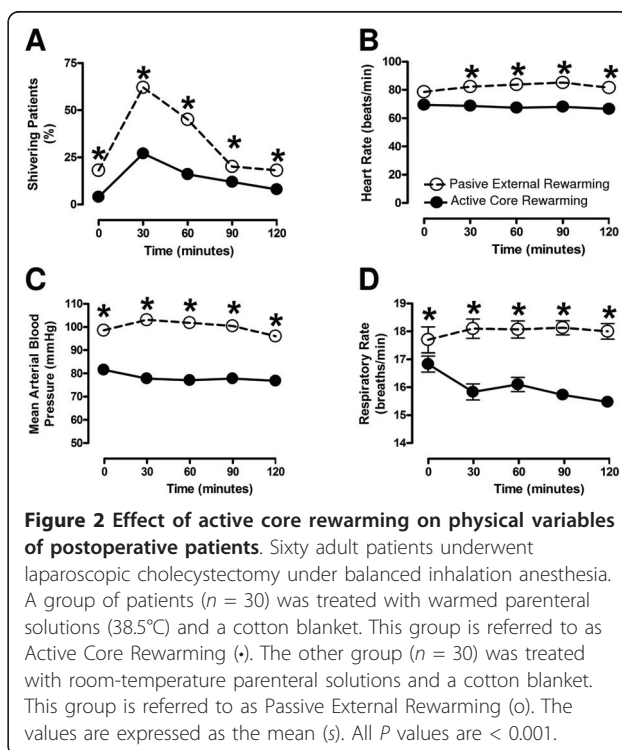 A
B
75
50
25
0
Shivering Patients
(%)
* * * * *
0 30 60 90 120
Time (minutes)
100
80
60
40
20
0
Heart Rate (beats/min)
* * * *
Pasive External Rewarming
Active Core Rewarming
0 30 60 90 120
Time (minutes)
C
D
110
100
90
80
70
60
50
Mean Arterial Blood
Pressure (mmHg)
* * * * *
0 30 60 90 120
Time (minutes)
19
18
17
16
15
14
Respiratory Rate
(breaths/min)
* * * * *
0 30 60 90 120
Time (minutes)
Figure 2 Effect of active core rewarming on physical variables
of postoperative patients. Sixty adult patients underwent
laparoscopic cholecystectomy under balanced inhalation anesthesia.
A group of patients (n = 30) was treated with warmed parenteral
solutions (38.5°C) and a cotton blanket. This group is referred to as
Active Core Rewarming (•). The other group (n = 30) was treated
with room-temperature parenteral solutions and a cotton blanket.
This group is referred to as Passive External Rewarming (o). The
values are expressed as the mean (s). All P values are < 0.001.